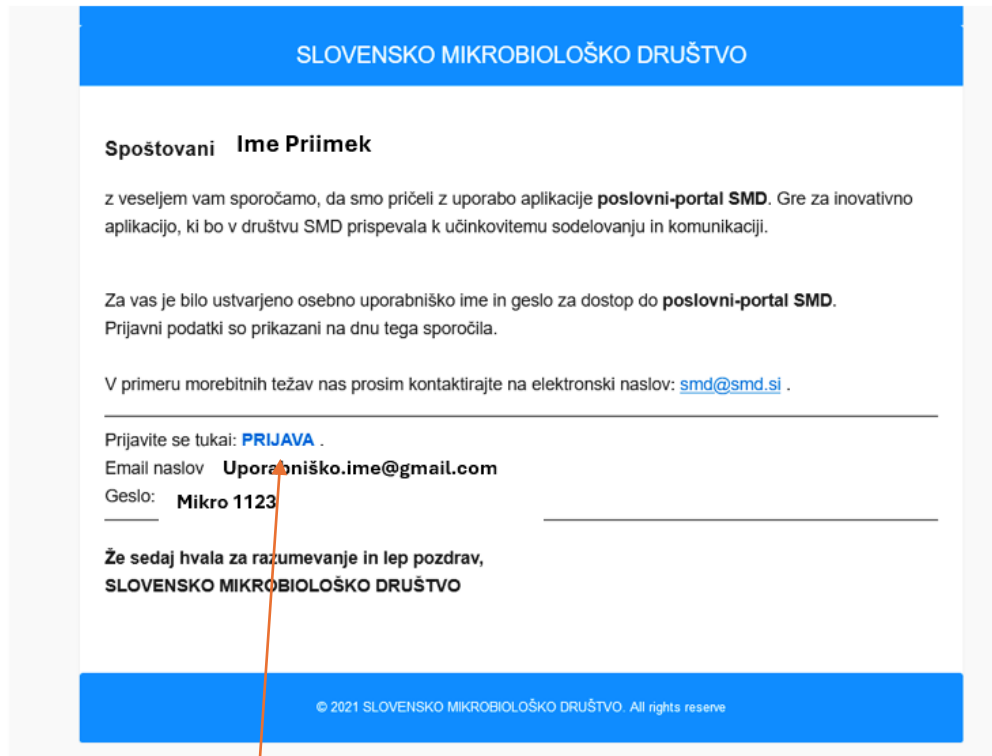 SLOVENSKO MIKROBIOLOŠKO DRUŠTVO
Spoštovani Ime Priimek
z veseljem vam sporočamo, da smo pričeli z uporabo aplikacije poslovni-portal SMD. Gre za inovativno
aplikacijo, ki bo v društvu SMD prispevala k učinkovitemu sodelovanju in komunikaciji.
Za vas je bilo ustvarjeno osebno uporabniško ime in geslo za dostop do poslovni-portal SMD.
Prijavni podatki so prikazani na dnu tega sporočila.
V primeru morebitnih težav nas prosim kontaktirajte na elektronski naslov: smd@smd.si .
Prijavite se tukai: PRIJAVA .
Email naslov Uporabniško.ime@gmail.com
Geslo: Mikro 1123
Že sedaj hvala za razumevanje in lep pozdrav,
SLOVENSKO MIKROBIOLOŠKO DRUŠTVO
© 2021 SLOVENSKO MIKROBIOLOŠKO DRUŠTVO. All rights reserve